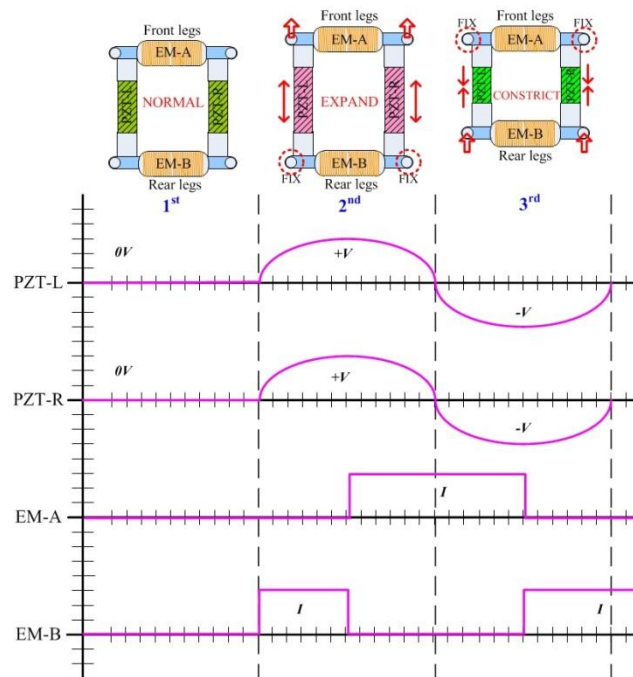 Front legs
EM-A
PZT-L
NORMAL
PZT-R
EM-B
Rear legs
Front legs
EM-A
PZT-L
EXPAND
PZT-R
EM-B
FIX
Rear legs
FIX
FIX
Front legs
FIX
EM-A
PZT-L
CONSTRICT
PZT-R
EM-B
Rear legs
1st
2nd
3rd
PZT-L
0V
+V
-V
PZT-R
0V
+V
-V
EM-A
I
EM-B
I
I